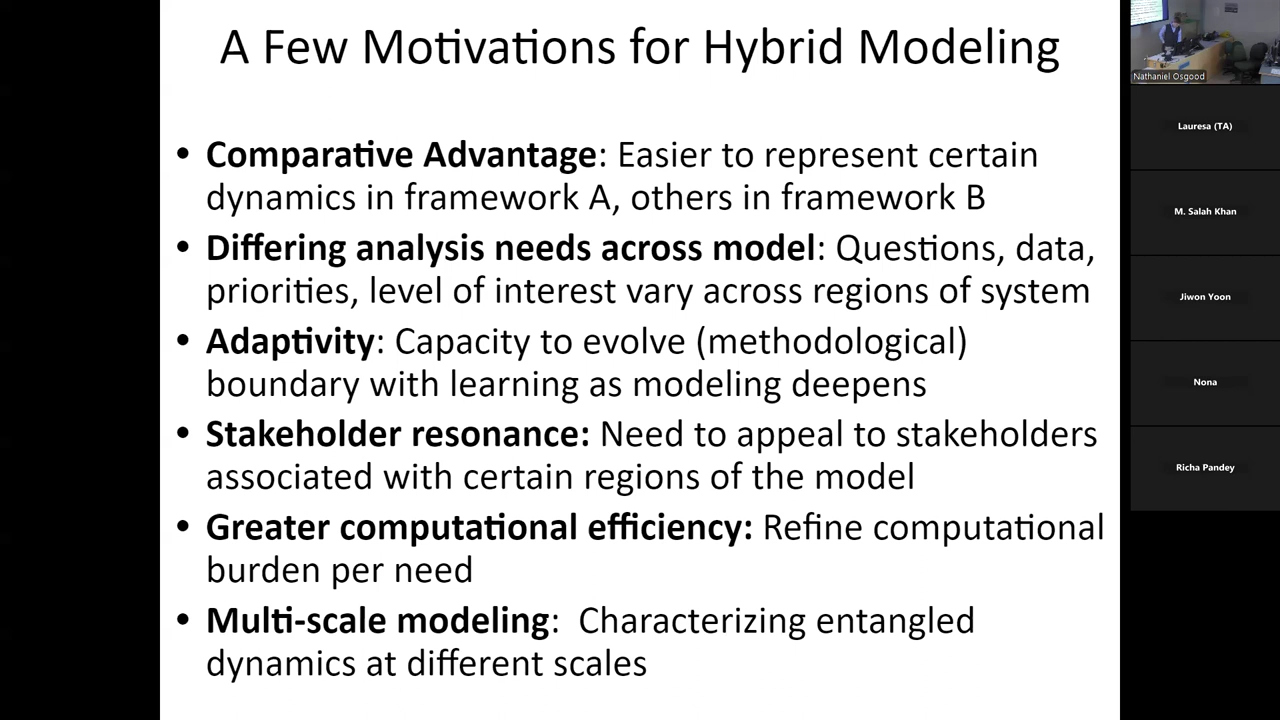 A Few Motivations for Hybrid Modeling
• Comparative Advantage: Easier to represent certain
dynamics in framework A, others in framework B
• Differing analysis needs across model: Questions, data,
priorities, level of interest vary across regions of system
• Adaptivity: Capacity to evolve (methodological)
boundary with learning as modeling deepens
• Stakeholder resonance: Need to appeal to stakeholders
associated with certain regions of the model
• Greater computational efficiency: Refine computational
burden per need
• Multi-scale modeling: Characterizing entangled
dynamics at different scales
Nathaniel Osgood
Lauresa (TA)
M. Salah Khan
Jiwon Yoon
Nona
Richa Pandey